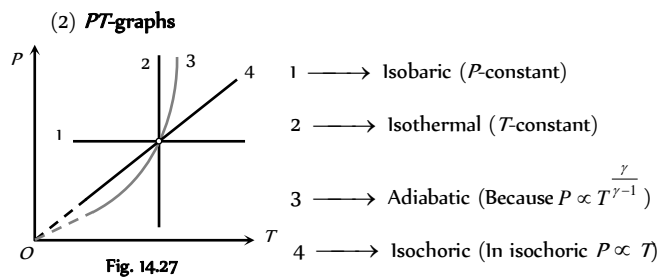 (2) PT-graphs
P
2
3
4
1
T
O
Fig. 14.27
1 ⟶ Isobaric (P-constant)
2 ⟶ Isothermal (T-constant)
3 ⟶ Adiabatic (Because P ∝ T^{γ/(γ−1)})
4 ⟶ Isochoric (In isochoric P ∝ T)